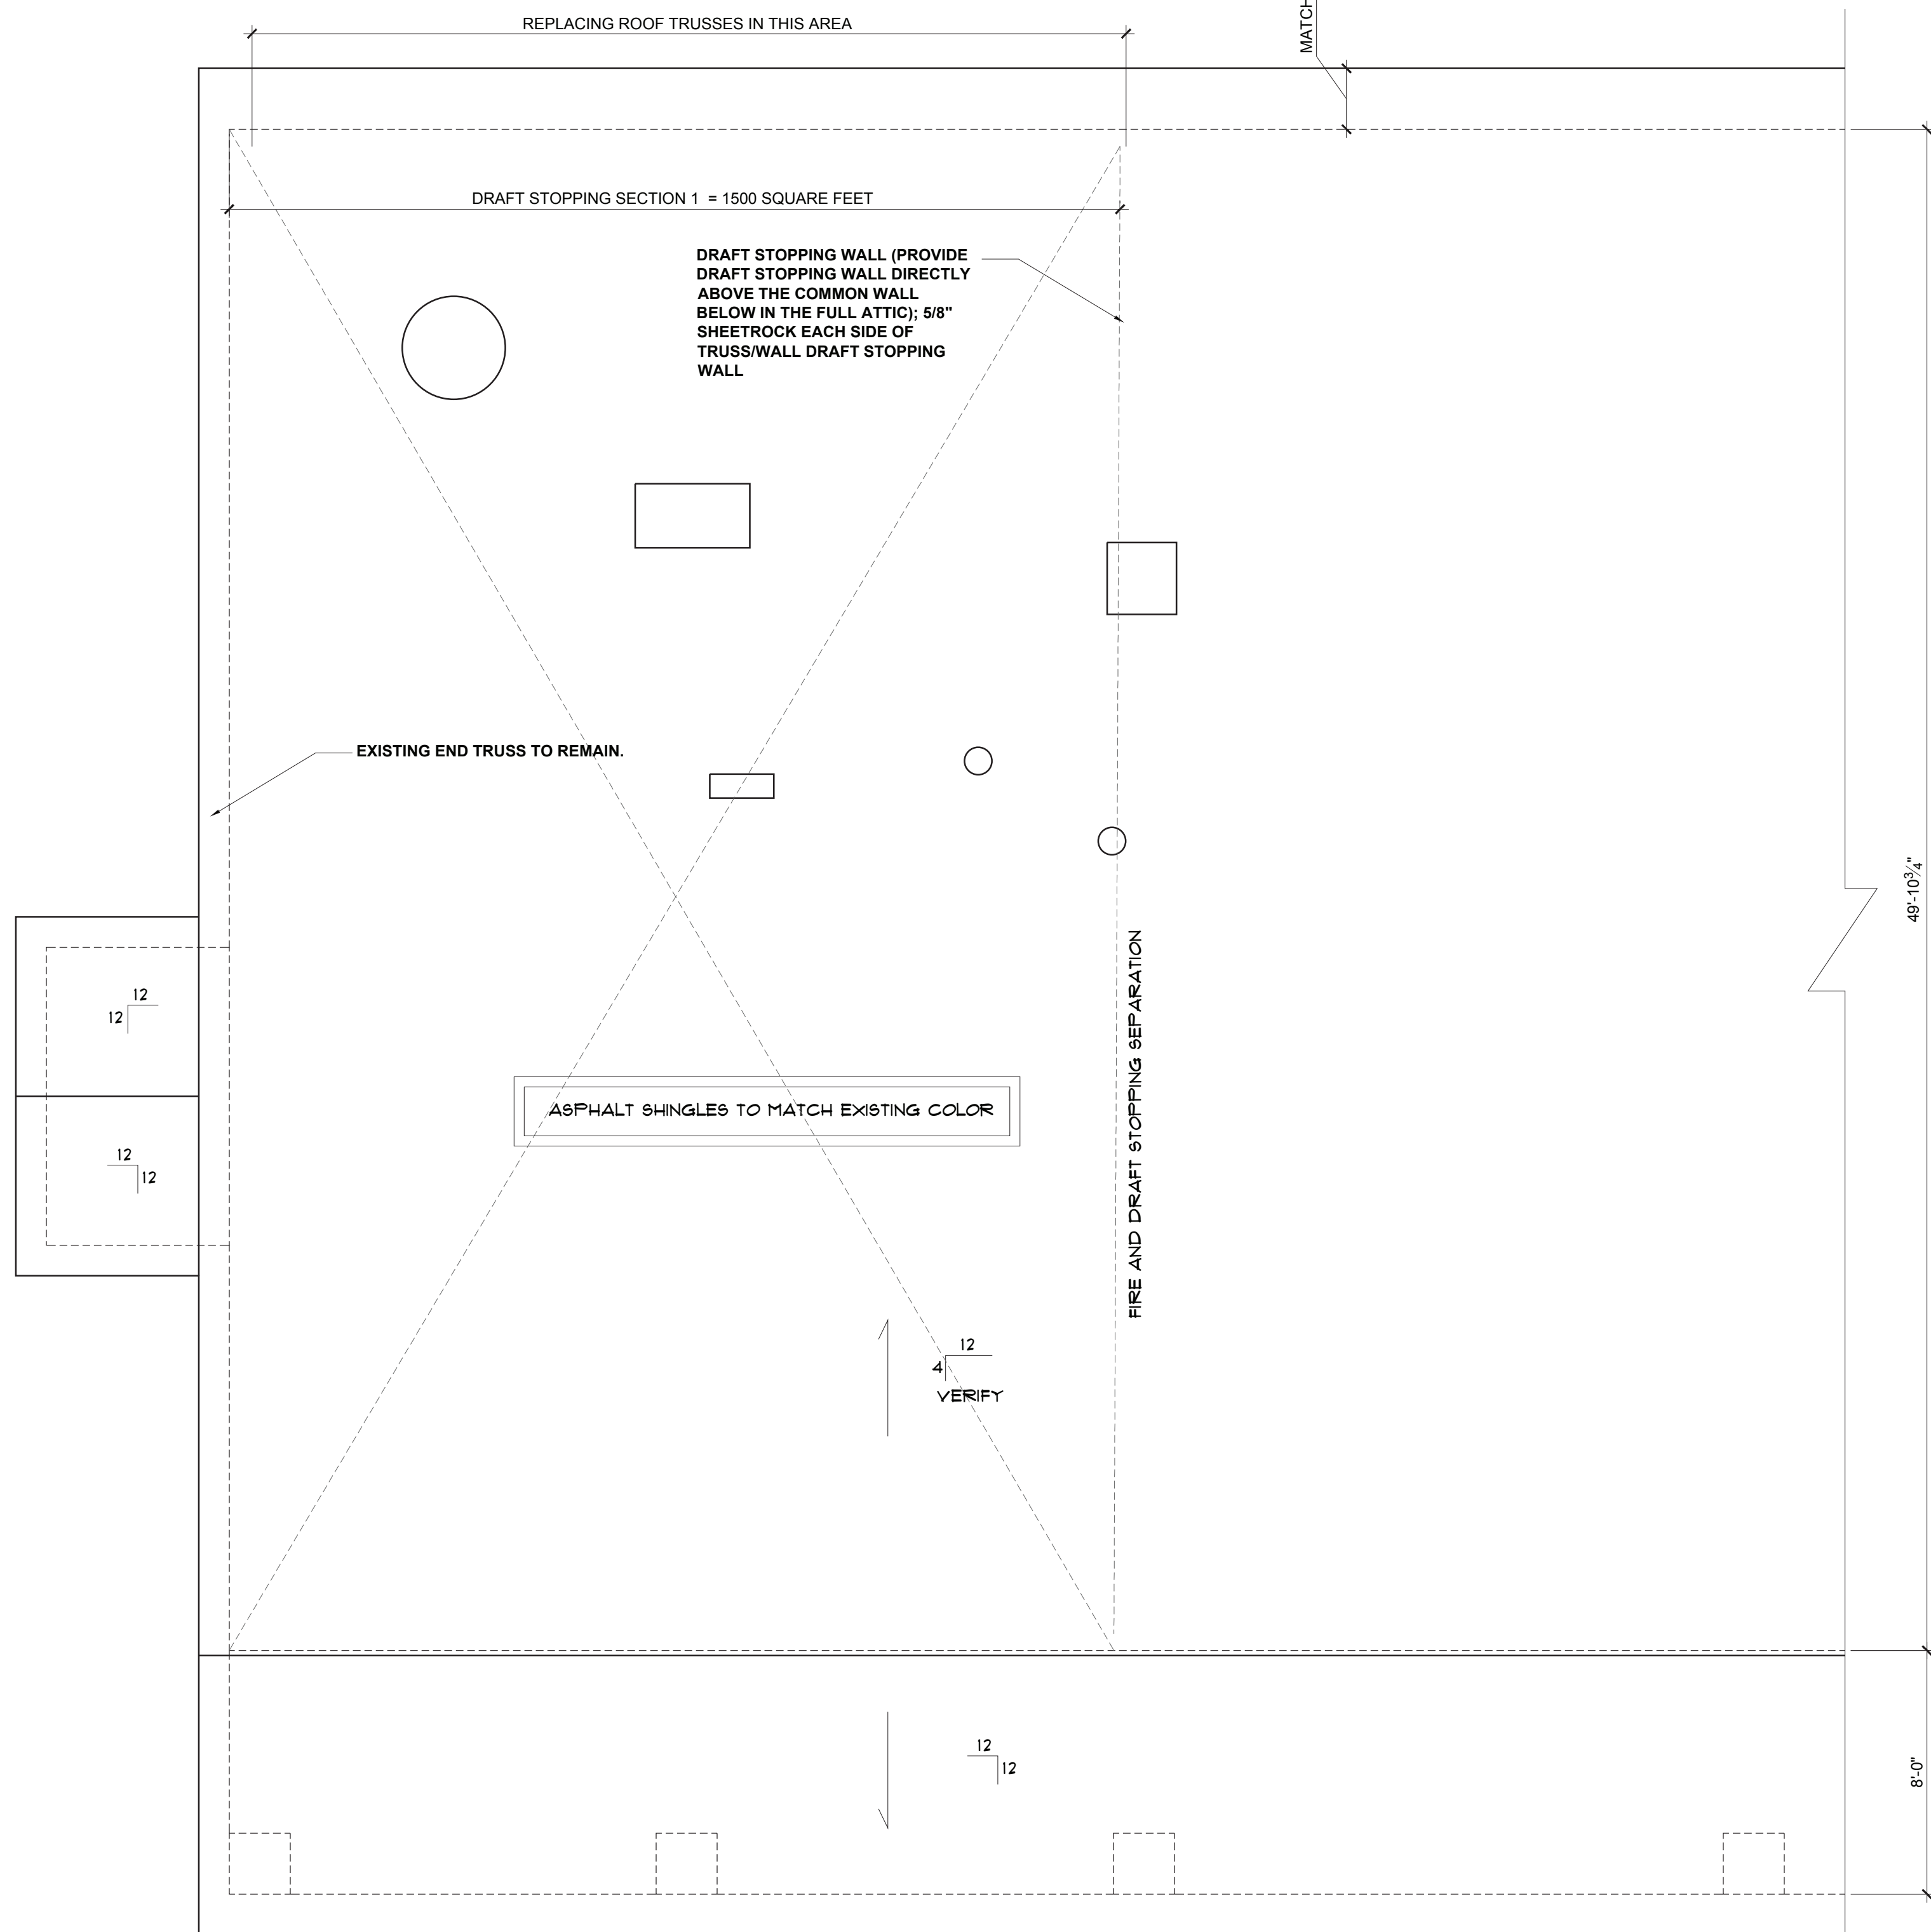 REPLACING ROOF TRUSSES IN THIS AREA
MATCH
DRAFT STOPPING SECTION 1 = 1500 SQUARE FEET
DRAFT STOPPING WALL (PROVIDE
DRAFT STOPPING WALL DIRECTLY
ABOVE THE COMMON WALL
BELOW IN THE FULL ATTIC); 5/8"
SHEETROCK EACH SIDE OF
TRUSS/WALL DRAFT STOPPING
WALL
EXISTING END TRUSS TO REMAIN.
49'-10 3/4"
FIRE AND DRAFT STOPPING SEPARATION
12
12
ASPHALT SHINGLES TO MATCH EXISTING COLOR
12
12
12
4
VERIFY
12
12
8'-0"